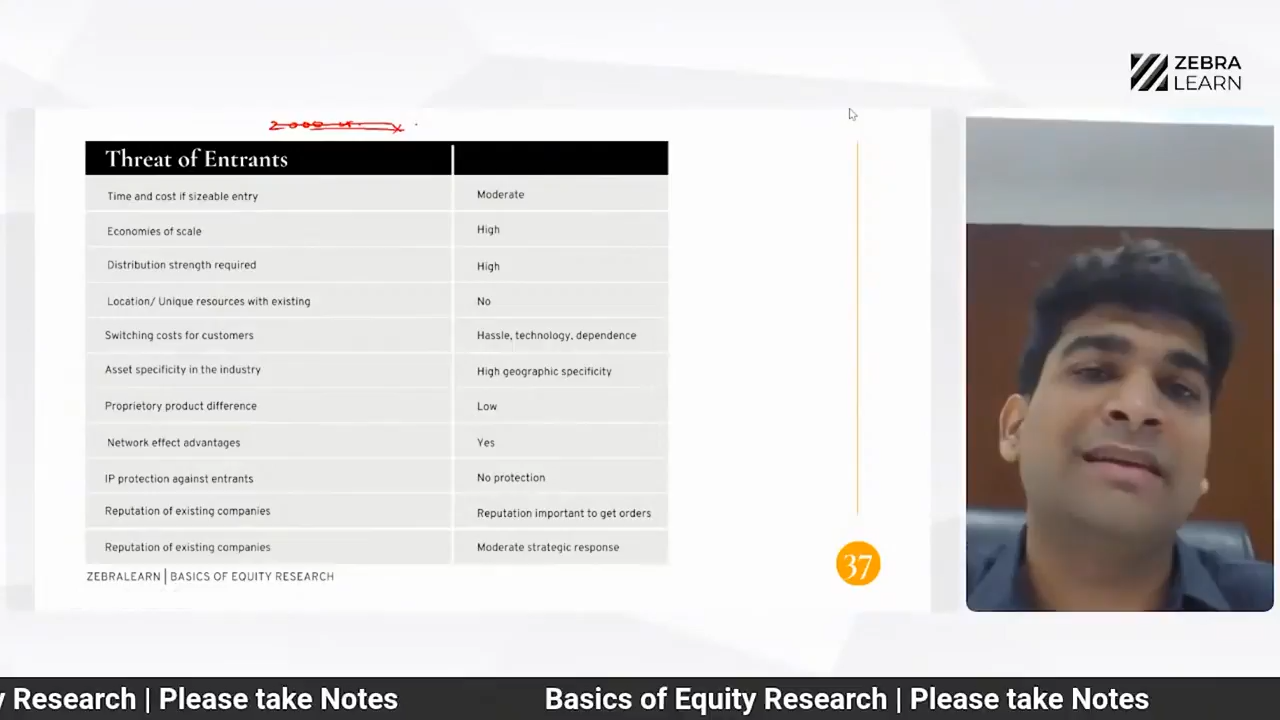 ZEBRA
LEARN
Threat of Entrants
Time and cost if sizeable entry Moderate
Economies of scale High
Distribution strength required High
Location/ Unique resources with existing No
Switching costs for customers Hassle, technology, dependence
Asset specificity in the industry High geographic specificity
Proprietory product difference Low
Network effect advantages Yes
IP protection against entrants No protection
Reputation of existing companies Reputation important to get orders
Reputation of existing companies Moderate strategic response
ZEBRALEARN | BASICS OF EQUITY RESEARCH
37
y Research | Please take Notes Basics of Equity Research | Please take Notes